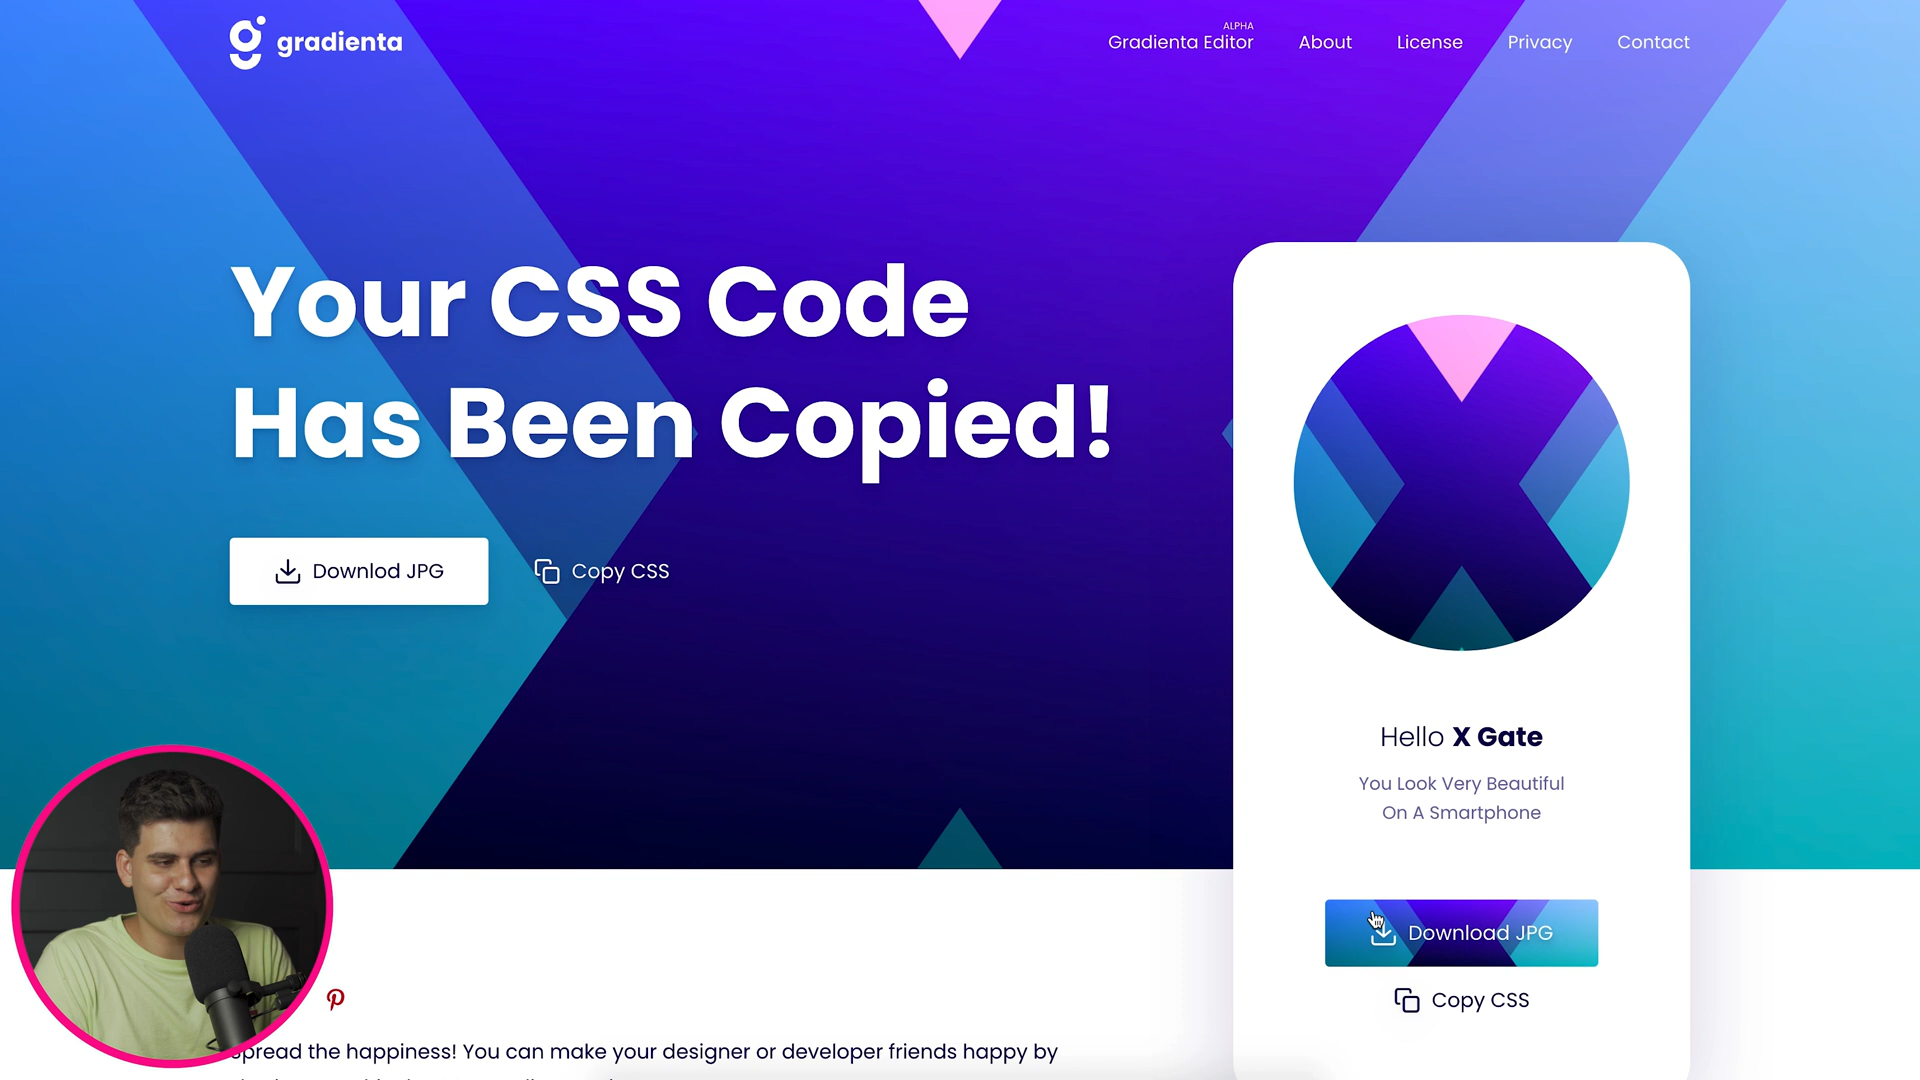 gradienta
ALPHA
Gradienta Editor
About
License
Privacy
Contact
Your CSS Code
Has Been Copied!
Downlod JPG
Copy CSS
Hello X Gate
You Look Very Beautiful
On A Smartphone
Download JPG
Copy CSS
spread the happiness! You can make your designer or developer friends happy by